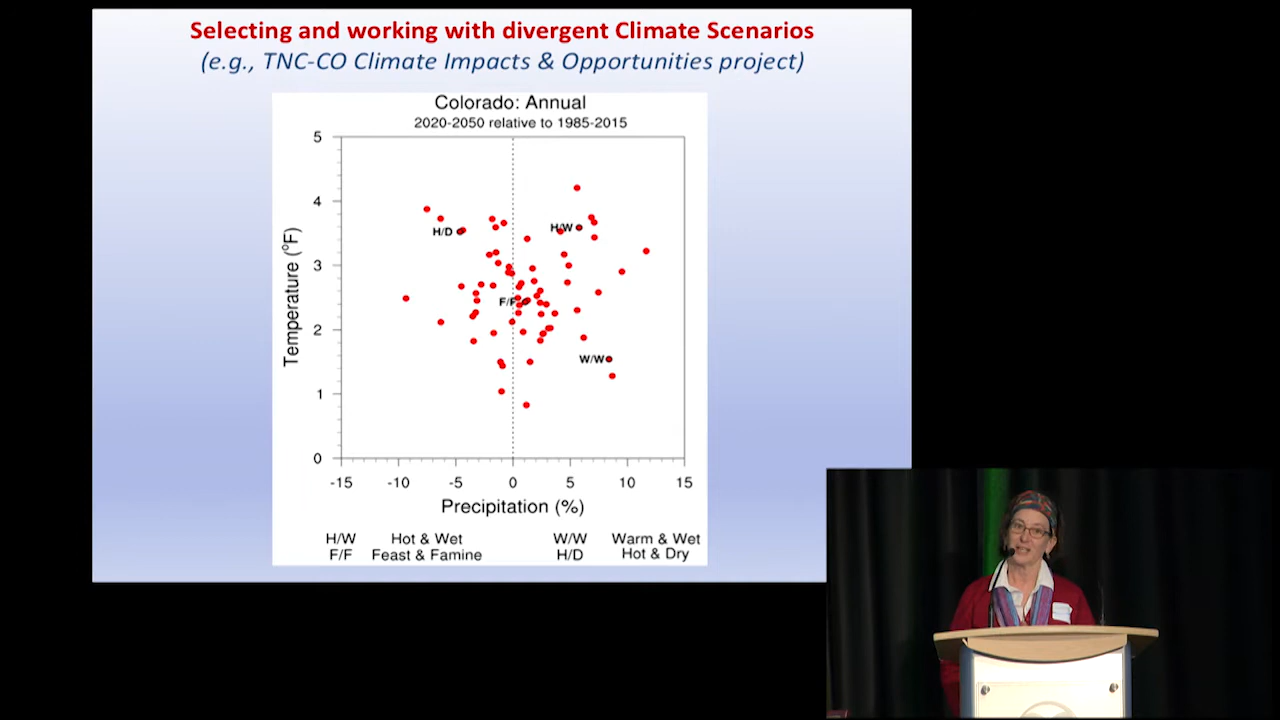 Selecting and working with divergent Climate Scenarios
(e.g., TNC-CO Climate Impacts & Opportunities project)
Colorado: Annual
2020-2050 relative to 1985-2015
5
4
3
2
1
0
Temperature (°F)
H/D
H/W
F/F
W/W
-15 -10 -5 0 5 10 15
Precipitation (%)
H/W Hot & Wet W/W Warm & Wet
F/F Feast & Famine H/D Hot & Dry